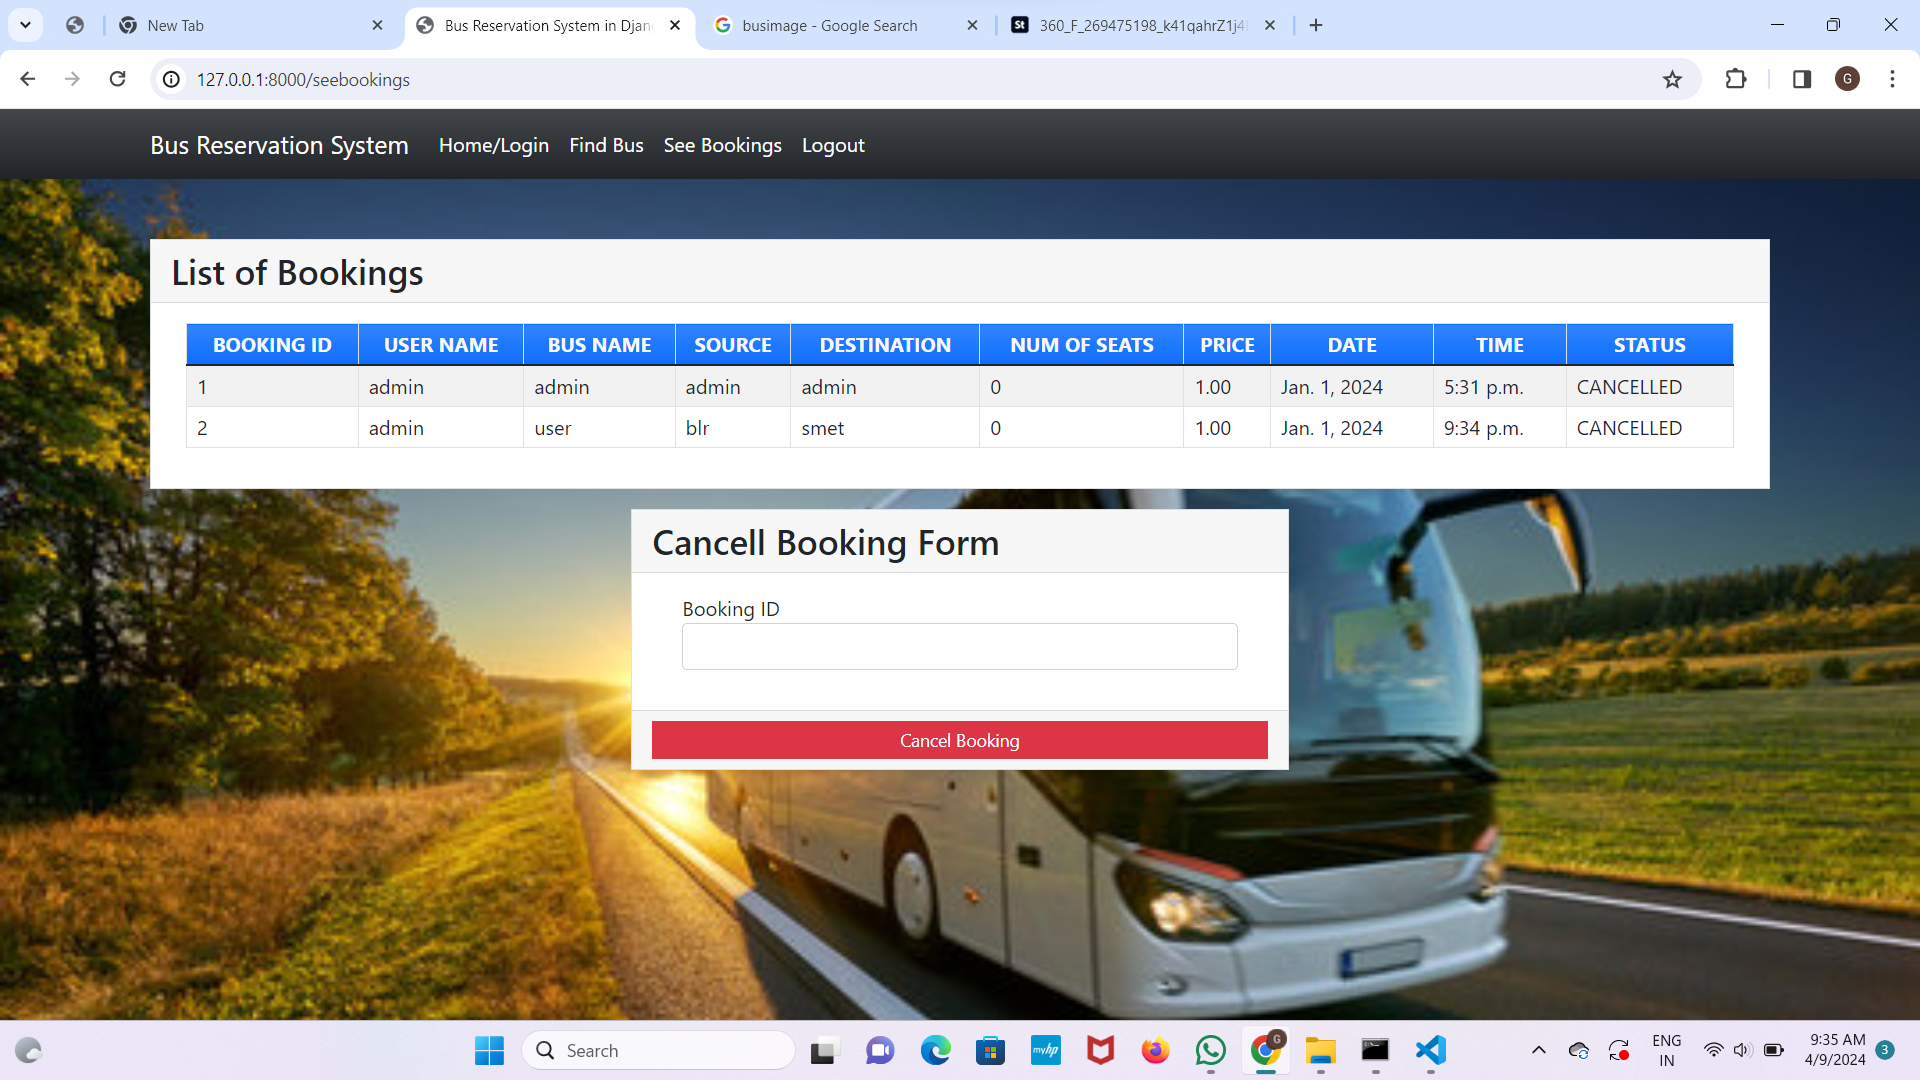 New Tab
Bus Reservation System in Djan
busimage - Google Search
St
360_F_269475198_k41qahrZ1j4
127.0.0.1:8000/seebookings
G
Bus Reservation System Home/Login Find Bus See Bookings Logout
List of Bookings
BOOKING ID USER NAME BUS NAME SOURCE DESTINATION NUM OF SEATS PRICE DATE TIME STATUS
1 admin admin admin admin 0 1.00 Jan. 1, 2024 5:31 p.m. CANCELLED
2 admin user blr smet 0 1.00 Jan. 1, 2024 9:34 p.m. CANCELLED
Cancell Booking Form
Booking ID
Cancel Booking
Search
myhp
G
ENG
IN
9:35 AM
4/9/2024
3